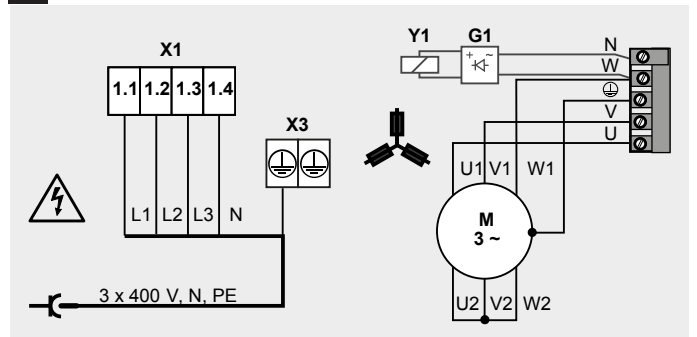 X1
1.1 1.2 1.3 1.4
X3
L1 L2 L3 N
3 x 400 V, N, PE
Y1 G1
+ ~
N
W
V
U
U1 V1 W1
M
3 ~
U2 V2 W2